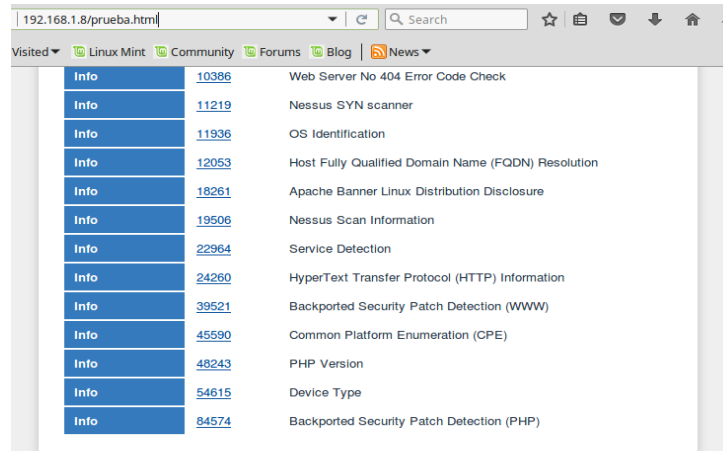 192.168.1.8/prueba.html Search
Visited Linux Mint Community Forums Blog News
Info 10386 Web Server No 404 Error Code Check
Info 11219 Nessus SYN scanner
Info 11936 OS Identification
Info 12053 Host Fully Qualified Domain Name (FQDN) Resolution
Info 18261 Apache Banner Linux Distribution Disclosure
Info 19506 Nessus Scan Information
Info 22964 Service Detection
Info 24260 HyperText Transfer Protocol (HTTP) Information
Info 39521 Backported Security Patch Detection (WWW)
Info 45590 Common Platform Enumeration (CPE)
Info 48243 PHP Version
Info 54615 Device Type
Info 84574 Backported Security Patch Detection (PHP)